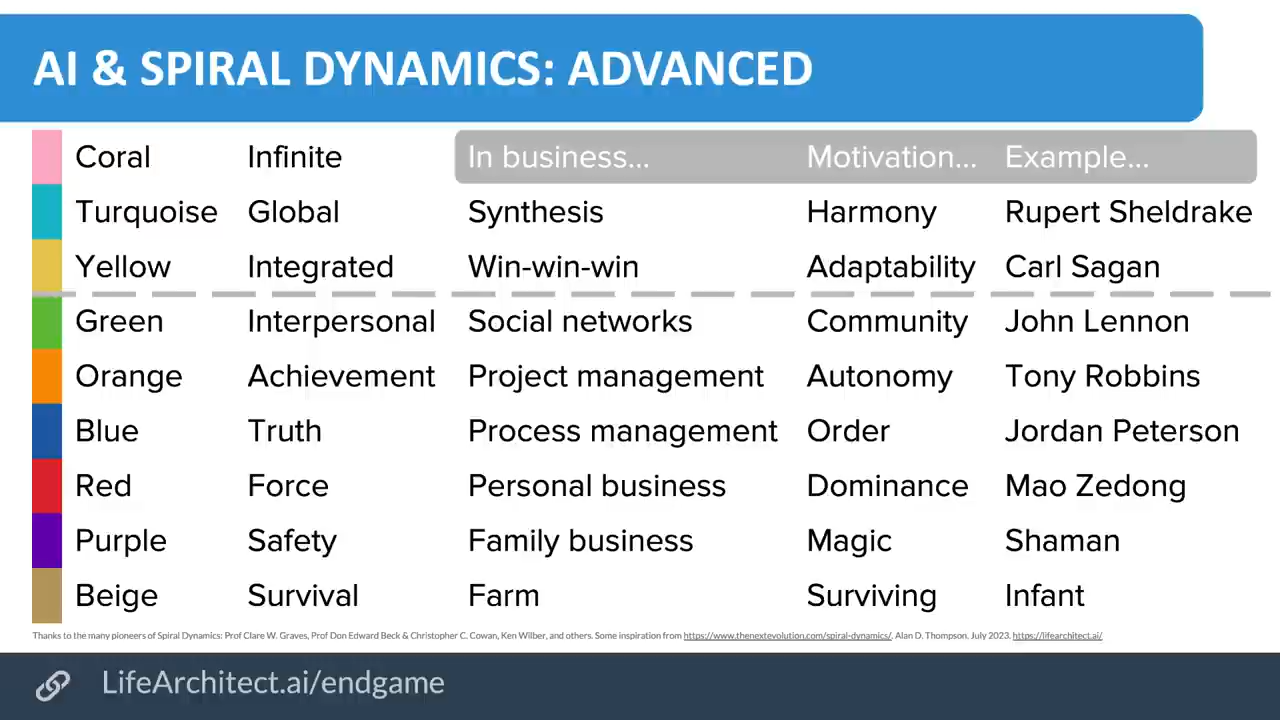 AI & SPIRAL DYNAMICS: ADVANCED
Coral Infinite In business... Motivation... Example...
Turquoise Global Synthesis Harmony Rupert Sheldrake
Yellow Integrated Win-win-win Adaptability Carl Sagan
Green Interpersonal Social networks Community John Lennon
Orange Achievement Project management Autonomy Tony Robbins
Blue Truth Process management Order Jordan Peterson
Red Force Personal business Dominance Mao Zedong
Purple Safety Family business Magic Shaman
Beige Survival Farm Surviving Infant
Thanks to the many pioneers of Spiral Dynamics: Prof Clare W. Graves, Prof Don Edward Beck & Christopher C. Cowan, Ken Wilber, and others. Some inspiration from https://www.thenextevolution.com/spiral-dynamics/. Alan D. Thompson. July 2023. https://lifearchitect.ai/
LifeArchitect.ai/endgame